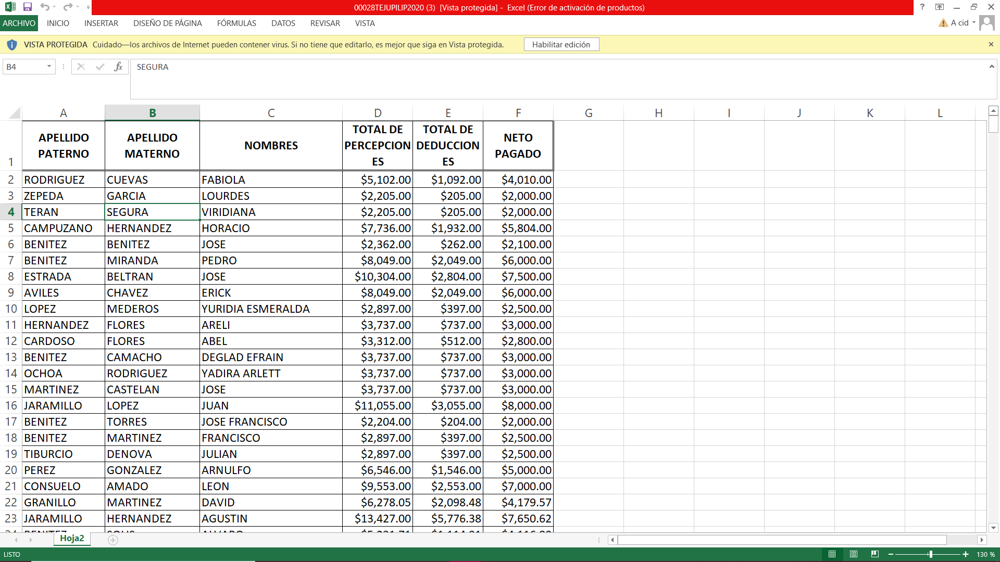 00028TEJUPILIP2020 (3) [Vista protegida] - Excel (Error de activación de productos)
ARCHIVO INICIO INSERTAR DISEÑO DE PÁGINA FÓRMULAS DATOS REVISAR VISTA A cid
VISTA PROTEGIDA Cuidado—los archivos de Internet pueden contener virus. Si no tiene que editarlo, es mejor que siga en Vista protegida. Habilitar edición
B4 fx SEGURA
A B C D E F G H I J K L
1 APELLIDO PATERNO APELLIDO MATERNO NOMBRES TOTAL DE PERCEPCIONES TOTAL DE DEDUCCIONES NETO PAGADO
2 RODRIGUEZ CUEVAS FABIOLA $5,102.00 $1,092.00 $4,010.00
3 ZEPEDA GARCIA LOURDES $2,205.00 $205.00 $2,000.00
4 TERAN SEGURA VIRIDIANA $2,205.00 $205.00 $2,000.00
5 CAMPUZANO HERNANDEZ HORACIO $7,736.00 $1,932.00 $5,804.00
6 BENITEZ BENITEZ JOSE $2,362.00 $262.00 $2,100.00
7 BENITEZ MIRANDA PEDRO $8,049.00 $2,049.00 $6,000.00
8 ESTRADA BELTRAN JOSE $10,304.00 $2,804.00 $7,500.00
9 AVILES CHAVEZ ERICK $8,049.00 $2,049.00 $6,000.00
10 LOPEZ MEDEROS YURIDIA ESMERALDA $2,897.00 $397.00 $2,500.00
11 HERNANDEZ FLORES ARELI $3,737.00 $737.00 $3,000.00
12 CARDOSO FLORES ABEL $3,312.00 $512.00 $2,800.00
13 BENITEZ CAMACHO DEGLAD EFRAIN $3,737.00 $737.00 $3,000.00
14 OCHOA RODRIGUEZ YADIRA ARLETT $3,737.00 $737.00 $3,000.00
15 MARTINEZ CASTELAN JOSE $3,737.00 $737.00 $3,000.00
16 JARAMILLO LOPEZ JUAN $11,055.00 $3,055.00 $8,000.00
17 BENITEZ TORRES JOSE FRANCISCO $2,204.00 $204.00 $2,000.00
18 BENITEZ MARTINEZ FRANCISCO $2,897.00 $397.00 $2,500.00
19 TIBURCIO DENOVA JULIAN $2,897.00 $397.00 $2,500.00
20 PEREZ GONZALEZ ARNULFO $6,546.00 $1,546.00 $5,000.00
21 CONSUELO AMADO LEON $9,553.00 $2,553.00 $7,000.00
22 GRANILLO MARTINEZ DAVID $6,278.05 $2,098.48 $4,179.57
23 JARAMILLO HERNANDEZ AGUSTIN $13,427.00 $5,776.38 $7,650.62
Hoja2
LISTO 130 %